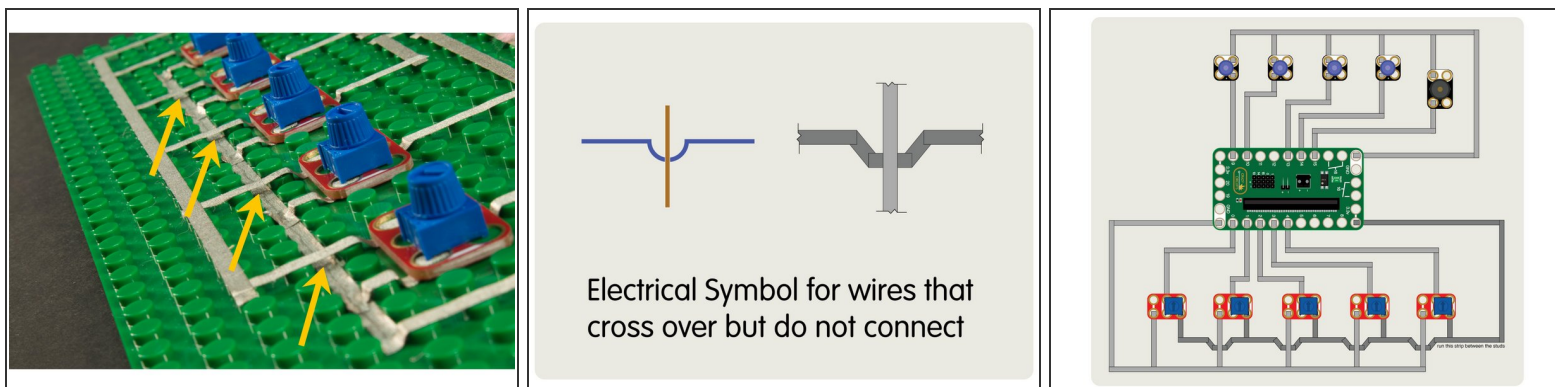 Electrical Symbol for wires that
cross over but do not connect
run this strip between the studs